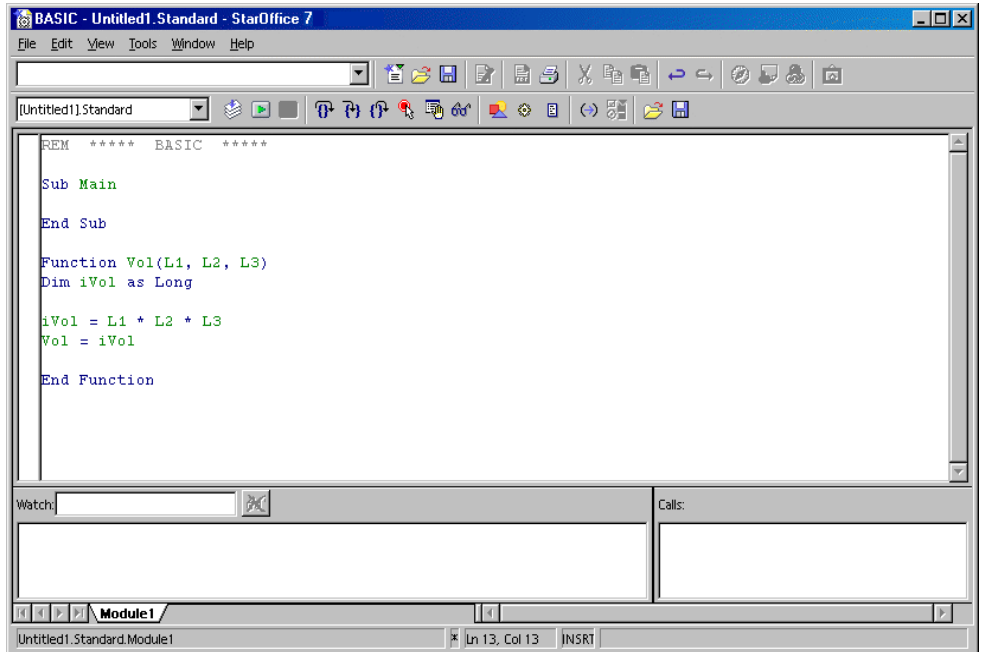 BASIC - Untitled1.Standard - StarOffice 7
File Edit View Tools Window Help
[Untitled1].Standard
REM ***** BASIC *****
Sub Main
End Sub
Function Vol(L1, L2, L3)
Dim iVol as Long
iVol = L1 * L2 * L3
Vol = iVol
End Function
Watch:
Calls:
Module1
Untitled1.Standard.Module1 * Ln 13, Col 13 INSRT